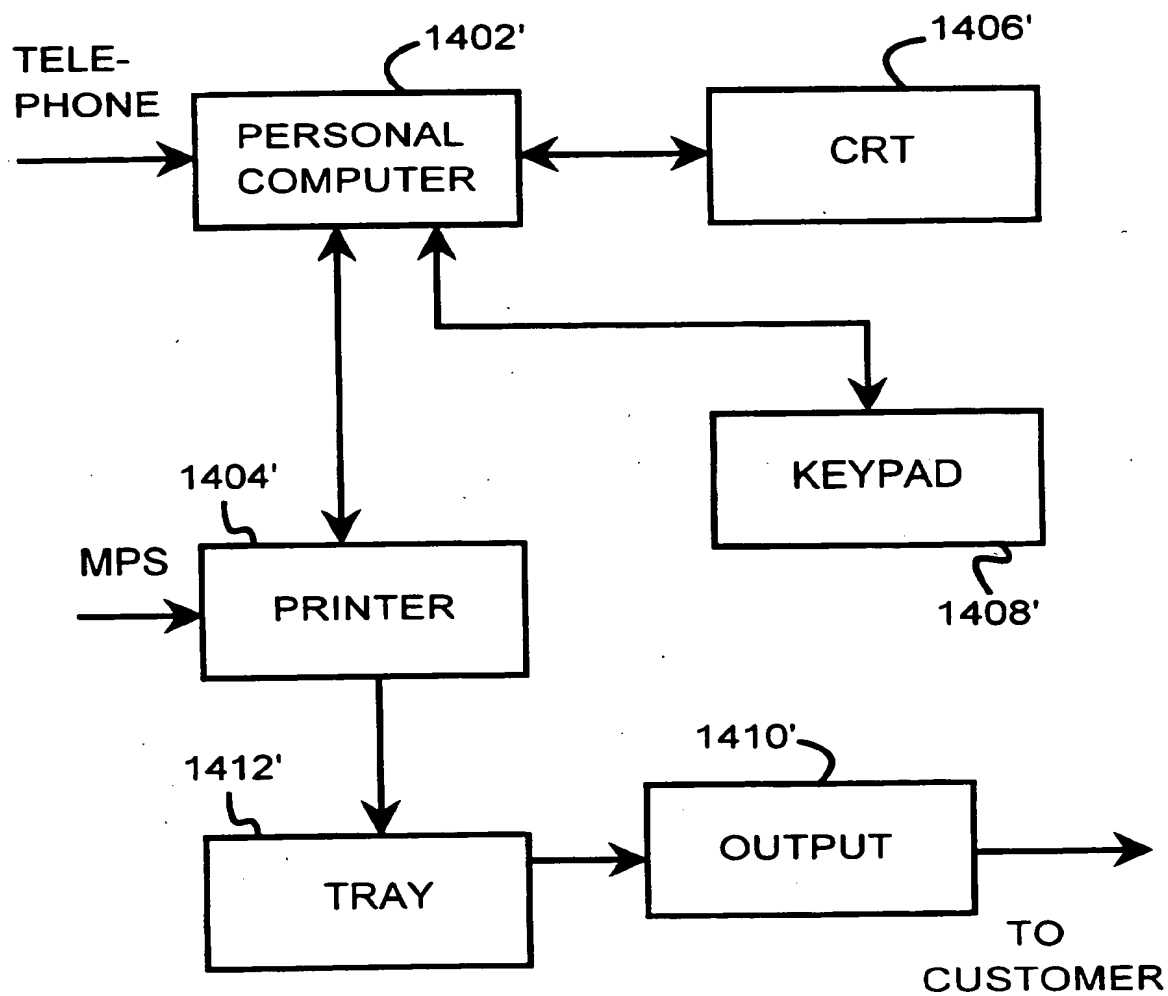 1402'
1406'
TELE-
PHONE
PERSONAL
COMPUTER
CRT
1404'
KEYPAD
MPS
PRINTER
1408'
1412'
1410'
TRAY
OUTPUT
TO
CUSTOMER